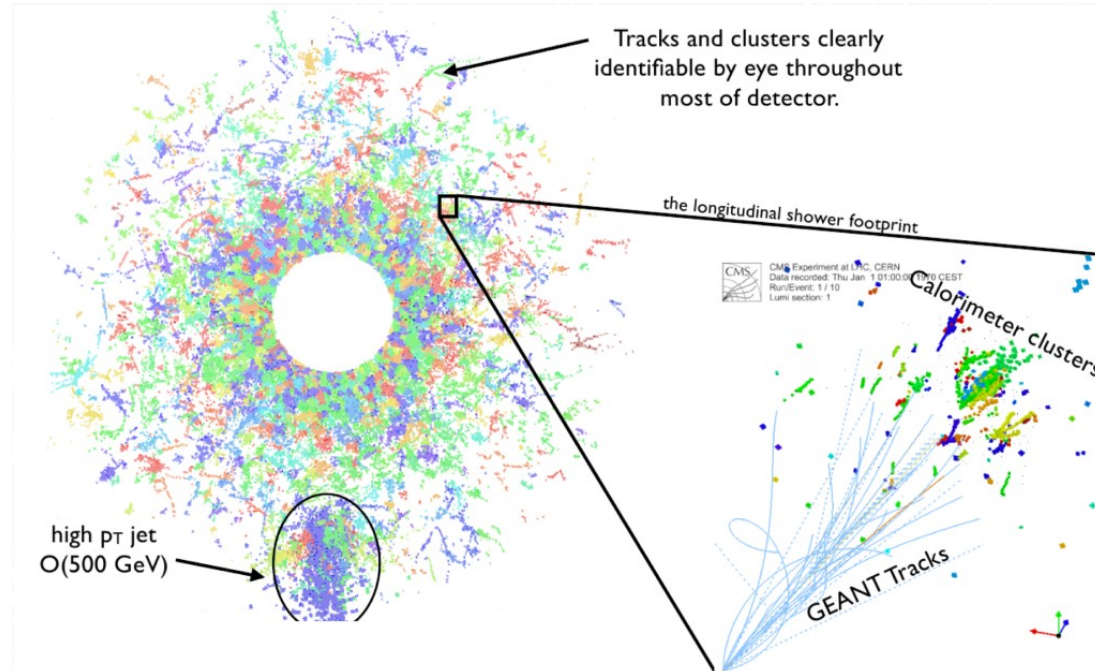 Tracks and clusters clearly
identifiable by eye throughout
most of detector.
the longitudinal shower footprint
CMS
CMS Experiment at LHC, CERN
Data recorded: Thu Jan 1 01:00:00 1970 CEST
Run/Event: 1 / 10
Lumi section: 1
Calorimeter clusters
high pT jet
O(500 GeV)
GEANT Tracks